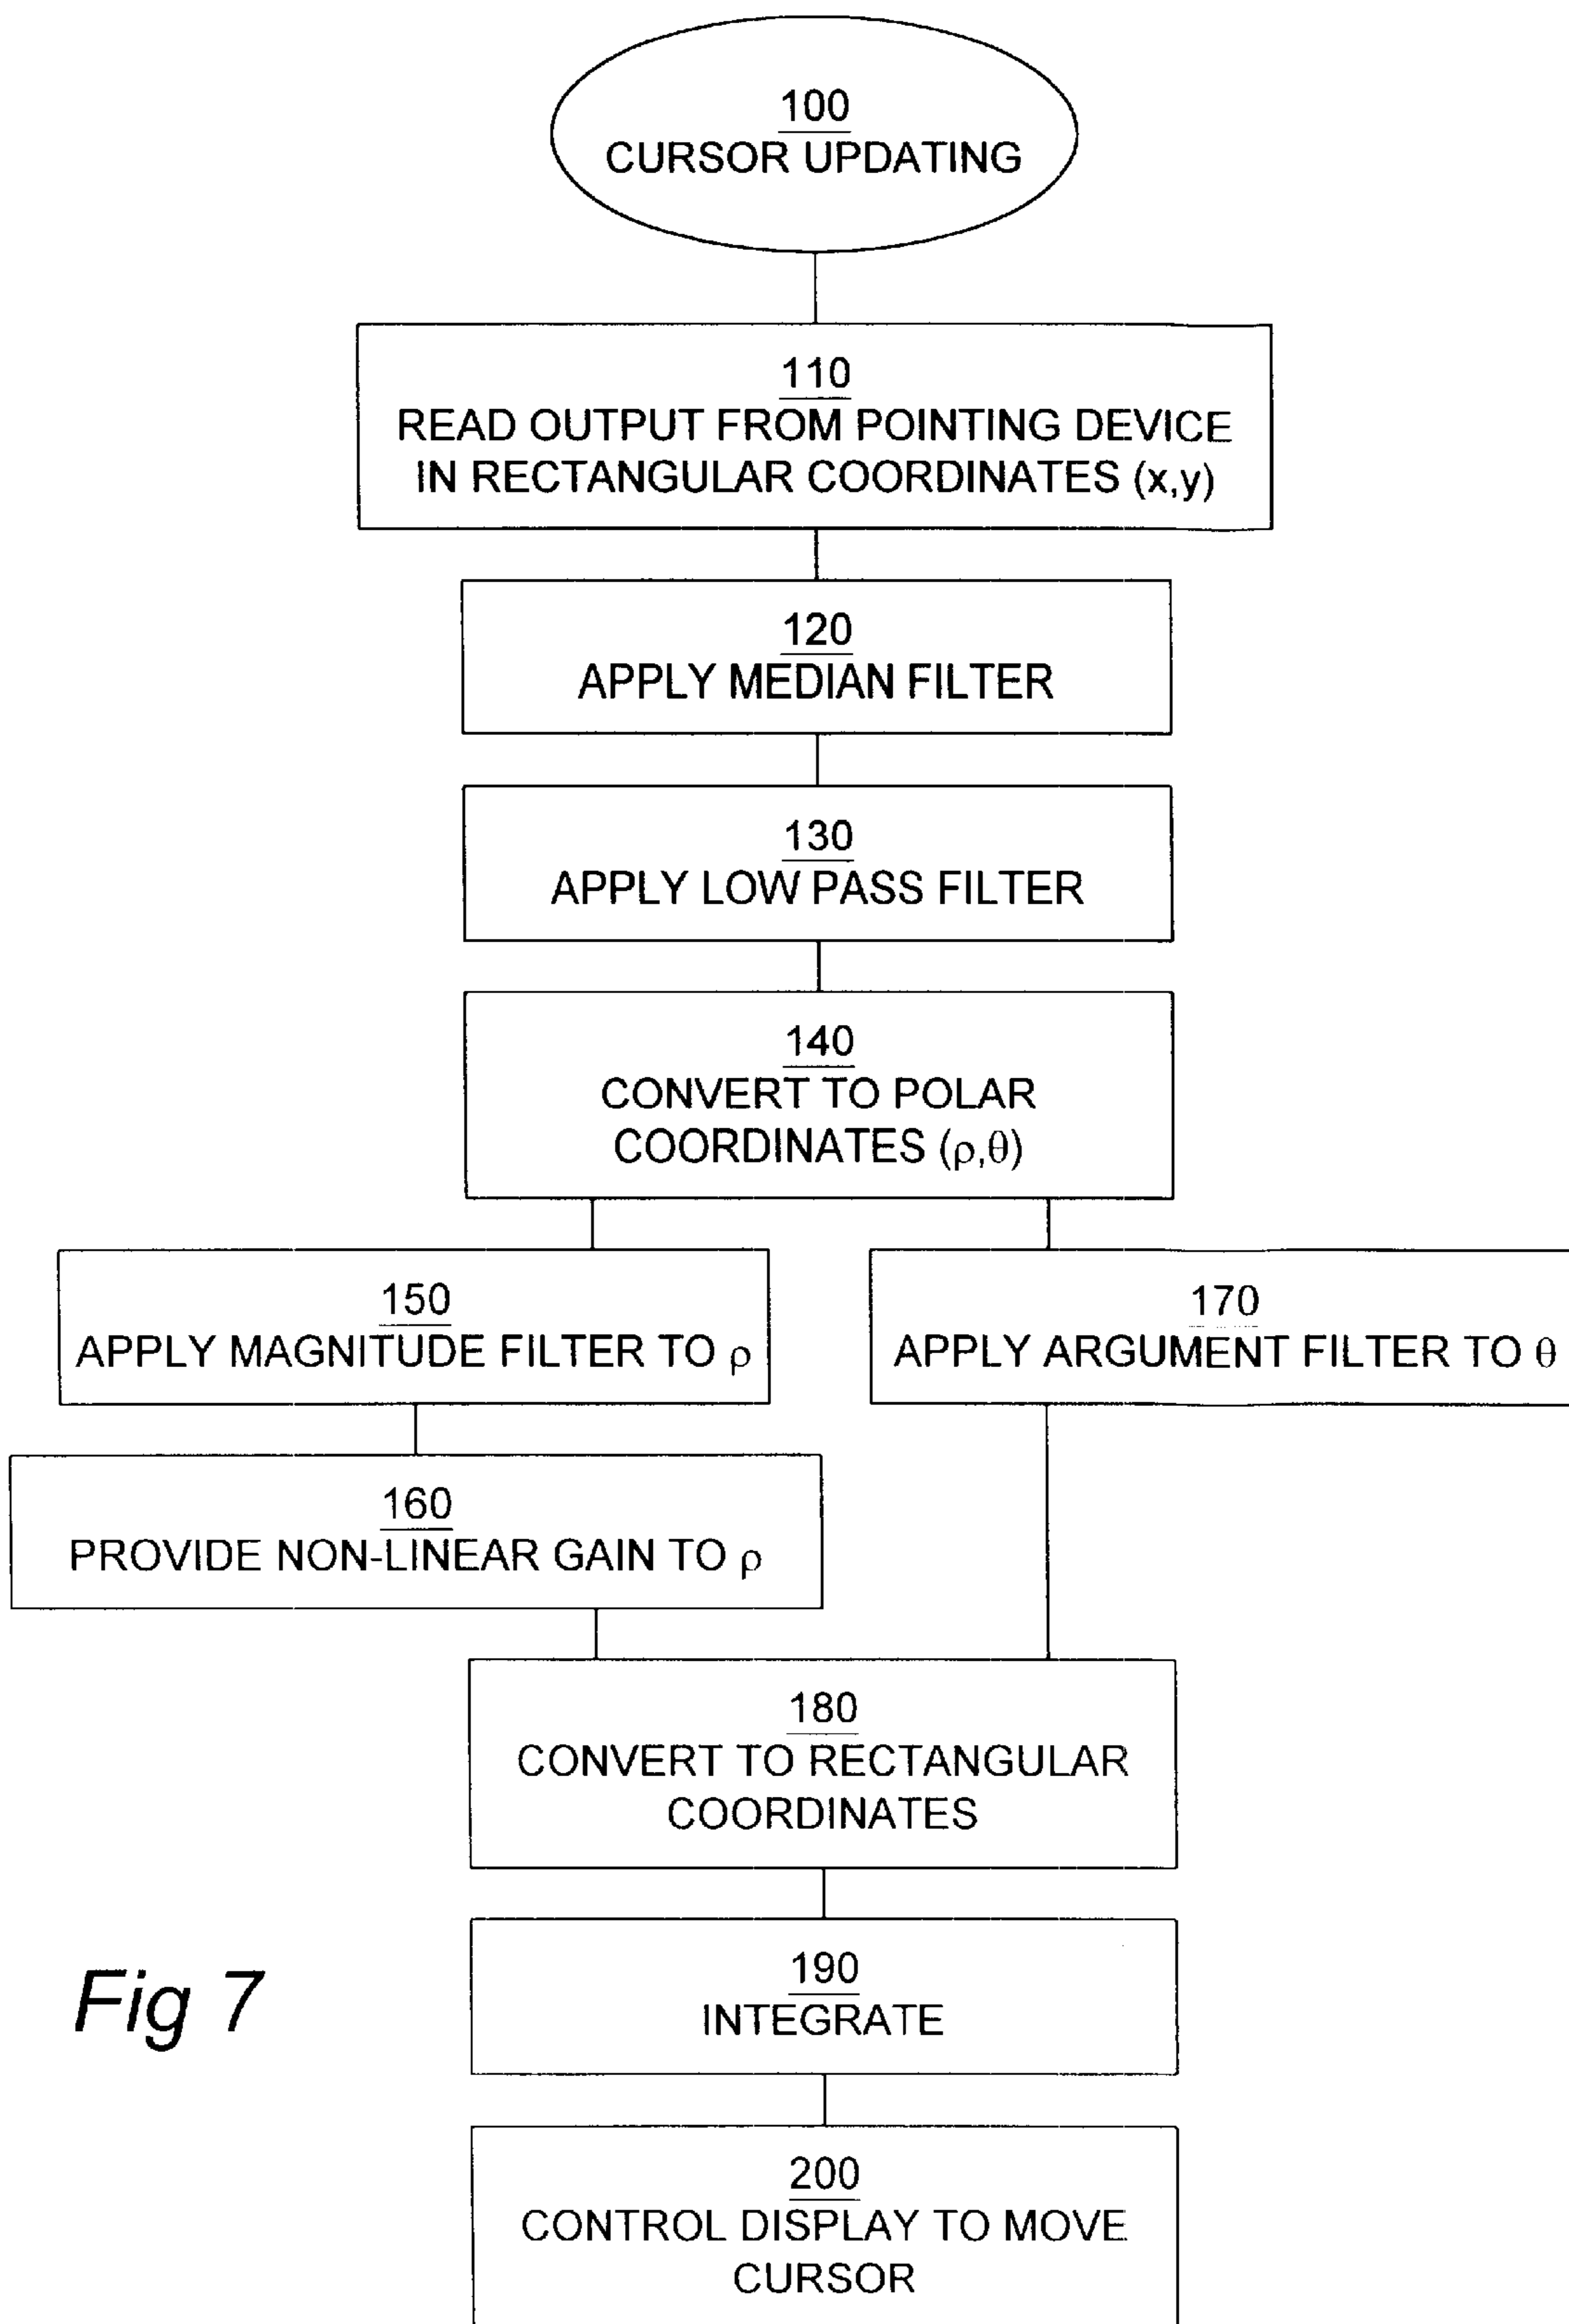 100
CURSOR UPDATING
110
READ OUTPUT FROM POINTING DEVICE
IN RECTANGULAR COORDINATES (x,y)
120
APPLY MEDIAN FILTER
130
APPLY LOW PASS FILTER
140
CONVERT TO POLAR
COORDINATES (ρ,θ)
150
APPLY MAGNITUDE FILTER TO ρ
170
APPLY ARGUMENT FILTER TO θ
160
PROVIDE NON-LINEAR GAIN TO ρ
180
CONVERT TO RECTANGULAR
COORDINATES
190
INTEGRATE
Fig 7
200
CONTROL DISPLAY TO MOVE
CURSOR